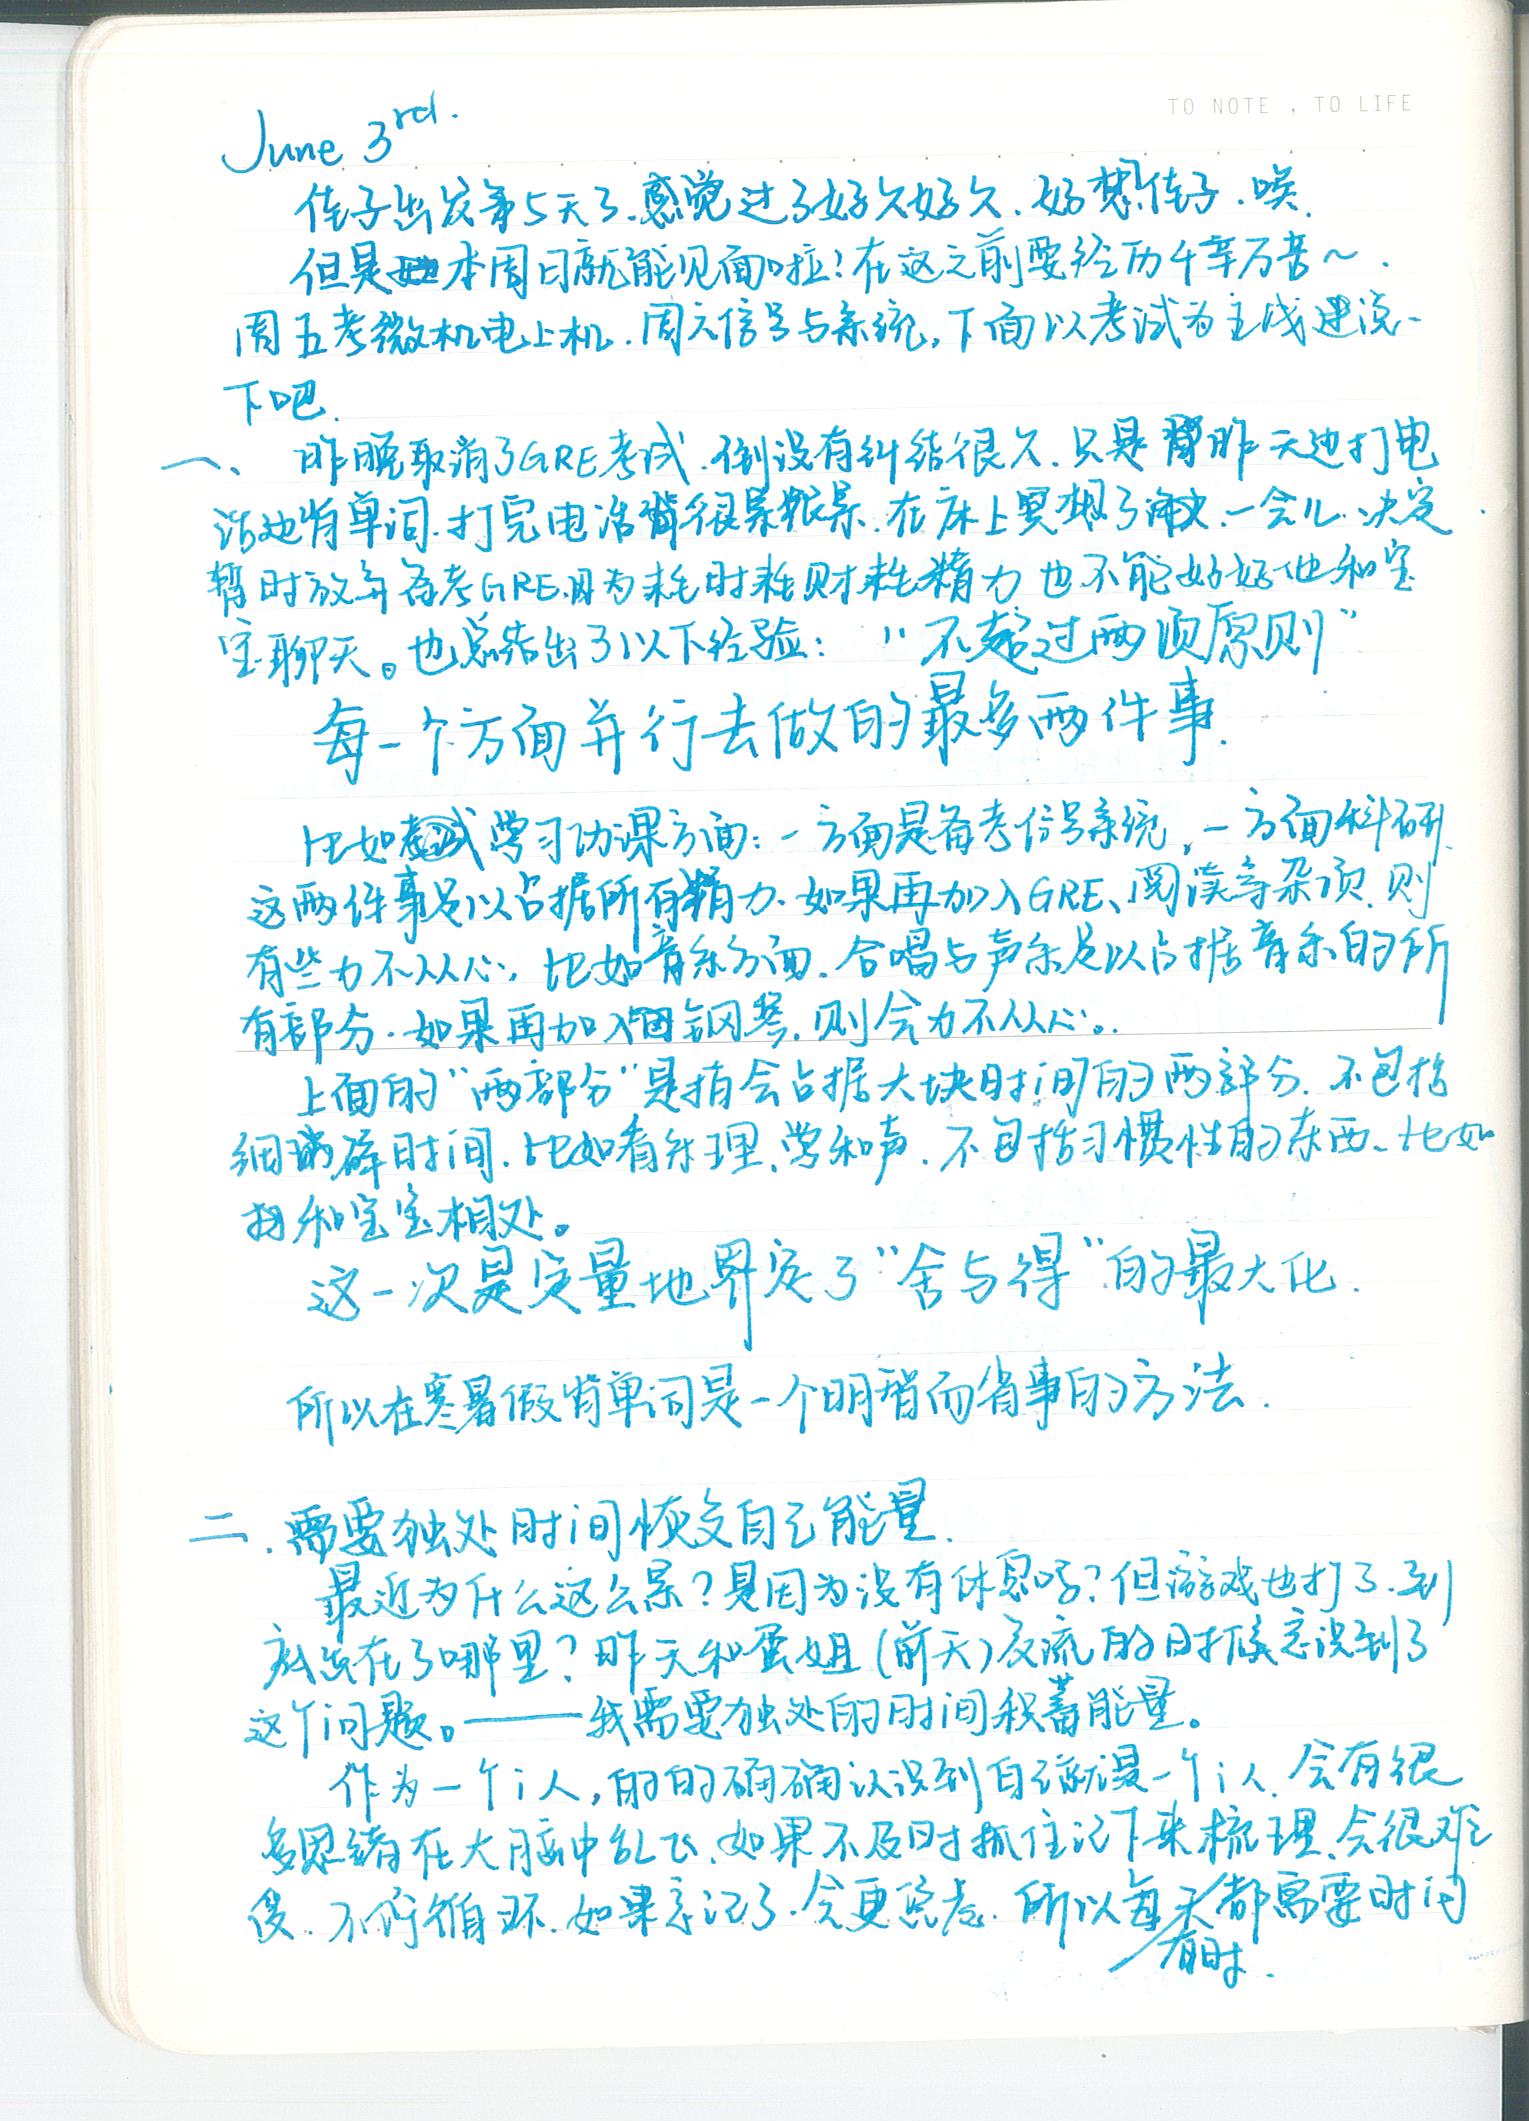 TO NOTE , TO LIFE
June 3rd.
佳子出发第5天了.感觉过了好久好久.好想佳子.唉.
但是本周日就能见面啦!在这之前要经历千辛万苦~.
周五考微机电上机.周六信号与系统,下面以考试为主线来说一
下吧.
一、昨晚取消了GRE考试.倒没有纠结很久.只是昨天边打电
话边背单词.打完电话背很累很累.在床上冥想了一会儿.决定
暂时放弃备考GRE.因为耗时耗财耗精力也不能好好地和宝
宝聊天。也总结出了以下经验: "不超过两项原则"
每一个方面并行去做的最多两件事.
比如学习功课方面:一方面是备考信号系统,一方面科研.
这两件事足以占据所有精力.如果再加入GRE、阅读等杂项.则
有些力不从心.比如音乐方面.合唱与声乐足以占据音乐的所
有部分.如果再加入钢琴.则会力不从心。
上面的"两部分"是指会占据大块时间的两部分.不包括
细碎时间.比如看乐理、学和声.不包括习惯性的东西、比如
和宝宝相处。
这一次是定量地界定了"舍与得"的最大化.
所以在寒暑假背单词是一个明智而省事的方法.
二.需要独处时间恢复自己能量.
最近为什么这么累?是因为没有休息吗?但游戏也打了.到
底点在了哪里?昨天和蛋姐(前天)交流的时候意识到了
这个问题。——我需要独处的时间积蓄能量。
作为一个i人,的的确确认识到自己就是一个i人.会有很
多思绪在大脑中乱飞.如果不及时抓住记下来梳理、会很难
受.不停循环.如果忘记了.会更焦虑.所以每天都需要时间
有时.